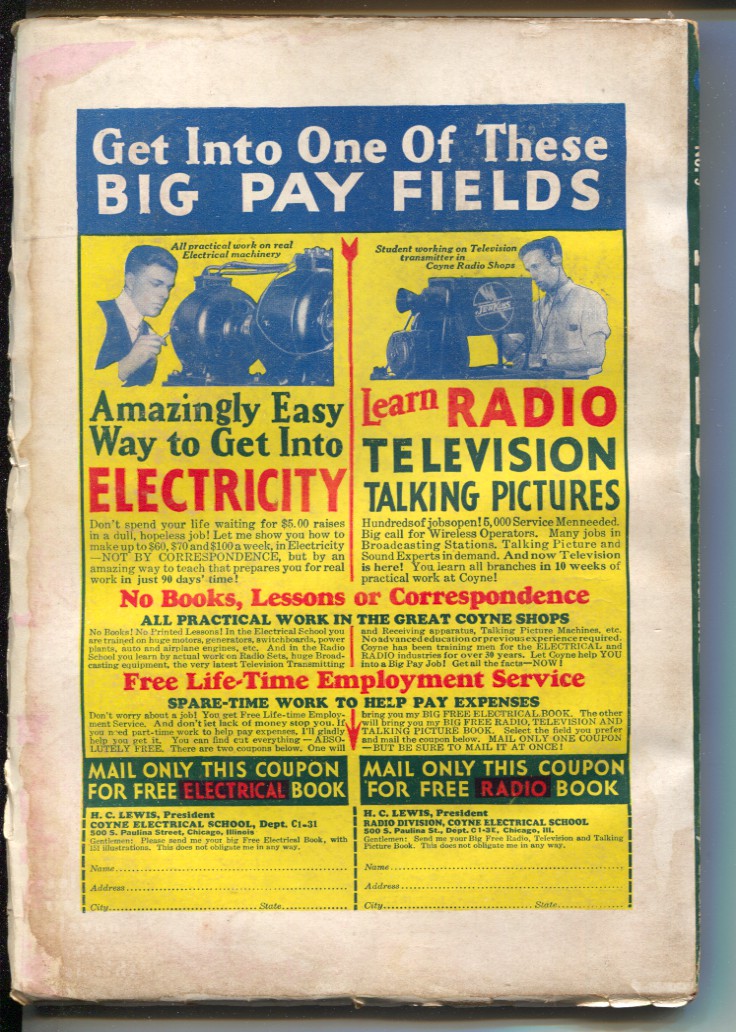 Get Into One Of These
BIG PAY FIELDS
All practical work on real
Electrical machinery
Amazingly Easy
Way to Get Into
ELECTRICITY
Don't spend your life waiting for $5.00 raises
in a dull, hopeless job! Let me show you how to
make up to $60, $70 and $100 a week, in Electricity
—NOT BY CORRESPONDENCE, but by an
amazing way to teach that prepares you for real
work in just 90 days' time!
Student working on Television
transmitter in
Coyne Radio Shops
JENKINS
Learn RADIO
TELEVISION
TALKING PICTURES
Hundreds of jobs open! 5,000 Service Men needed.
Big call for Wireless Operators. Many jobs in
Broadcasting Stations. Talking Picture and
Sound Experts in demand. And now Television
is here! You learn all branches in 10 weeks of
practical work at Coyne!
No Books, Lessons or Correspondence
ALL PRACTICAL WORK IN THE GREAT COYNE SHOPS
No Books! No Printed Lessons! In the Electrical School you
are trained on huge motors, generators, switchboards, power
plants, auto and airplane engines, etc. And in the Radio
School you learn by actual work on Radio Sets, huge Broad-
casting equipment, the very latest Television Transmitting
and Receiving apparatus, Talking Picture Machines, etc.
No advanced education or previous experience required.
Coyne has been training men for the ELECTRICAL and
RADIO industries for over 30 years. Let Coyne help YOU
into a Big Pay Job! Get all the facts—NOW!
Free Life-Time Employment Service
SPARE-TIME WORK TO HELP PAY EXPENSES
Don't worry about a job! You get Free Life-time Employ-
ment Service. And don't let lack of money stop you. If
you need part-time work to help pay expenses, I'll gladly
help you get it. You can find out everything — ABSO-
LUTELY FREE. There are two coupons below. One will
bring you my BIG FREE ELECTRICAL BOOK. The other
will bring you my BIG FREE RADIO, TELEVISION AND
TALKING PICTURE BOOK. Select the field you prefer
and mail the coupon below. MAIL ONLY ONE COUPON
—BUT BE SURE TO MAIL IT AT ONCE!
MAIL ONLY THIS COUPON
FOR FREE ELECTRICAL BOOK
H. C. LEWIS, President
COYNE ELECTRICAL SCHOOL, Dept. C1-31
500 S. Paulina Street, Chicago, Illinois
Gentlemen: Please send me your big Free Electrical Book, with
151 illustrations. This does not obligate me in any way.
Name
Address
City State
MAIL ONLY THIS COUPON
FOR FREE RADIO BOOK
H. C. LEWIS, President
RADIO DIVISION, COYNE ELECTRICAL SCHOOL
500 S. Paulina St., Dept. C1-3E, Chicago, Ill.
Gentlemen: Send me your Big Free Radio, Television and Talking
Picture Book. This does not obligate me in any way.
Name
Address
City State